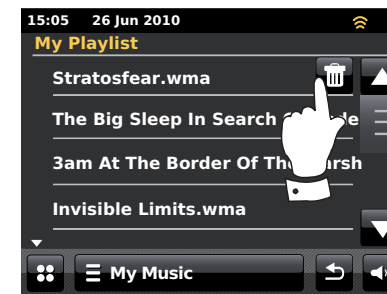 15:05 26 Jun 2010
My Playlist
Stratosfear.wma
The Big Sleep In Search
3am At The Border Of The
Invisible Limits.wma
My Music